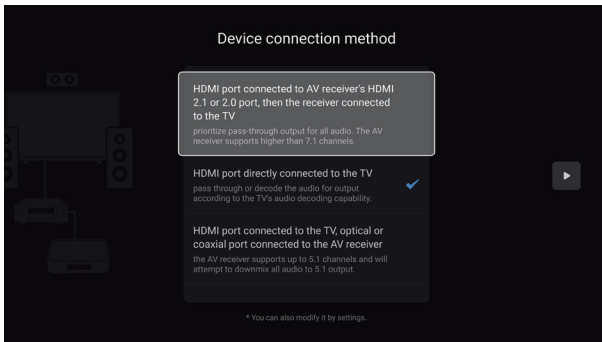 Device connection method
HDMI port connected to AV receiver's HDMI
2.1 or 2.0 port, then the receiver connected
to the TV
prioritize pass-through output for all audio. The AV
receiver supports higher than 7.1 channels.
HDMI port directly connected to the TV
pass through or decode the audio for output
according to the TV's audio decoding capability.
HDMI port connected to the TV, optical or
coaxial port connected to the AV receiver
the AV receiver supports up to 5.1 channels and will
attempt to downmix all audio to 5.1 output.
* You can also modify it by settings.